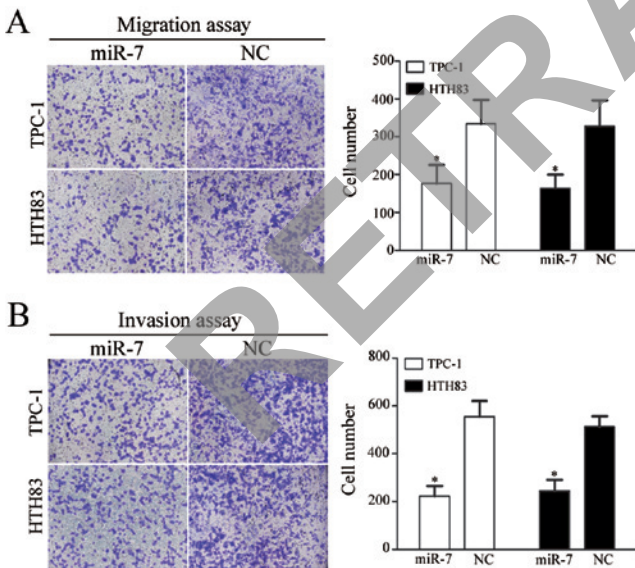 A
Migration assay
miR-7 NC
TPC-1
HTH83
TPC-1
HTH83
Cell number
500
400
300
200
100
0
*
*
miR-7 NC miR-7 NC
B
Invasion assay
miR-7 NC
TPC-1
HTH83
TPC-1
HTH83
Cell number
800
600
400
200
0
*
*
miR-7 NC miR-7 NC
RETRA